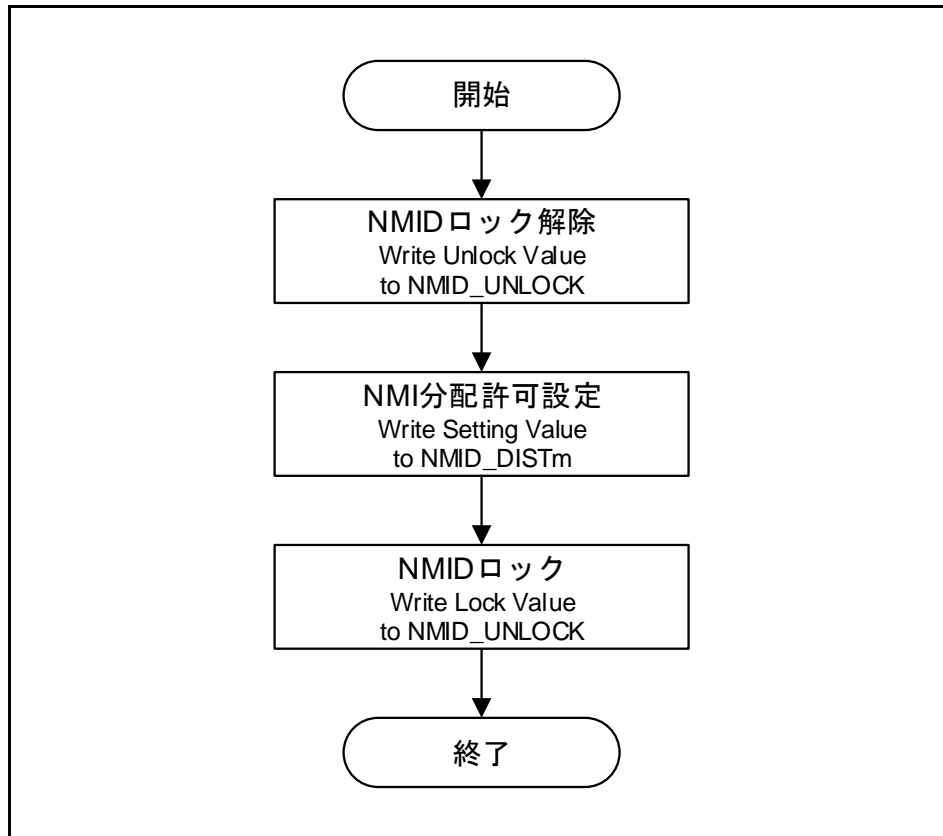 開始
NMIDロック解除
Write Unlock Value
to NMID_UNLOCK
NMI分配許可設定
Write Setting Value
to NMID_DISTm
NMIDロック
Write Lock Value
to NMID_UNLOCK
終了